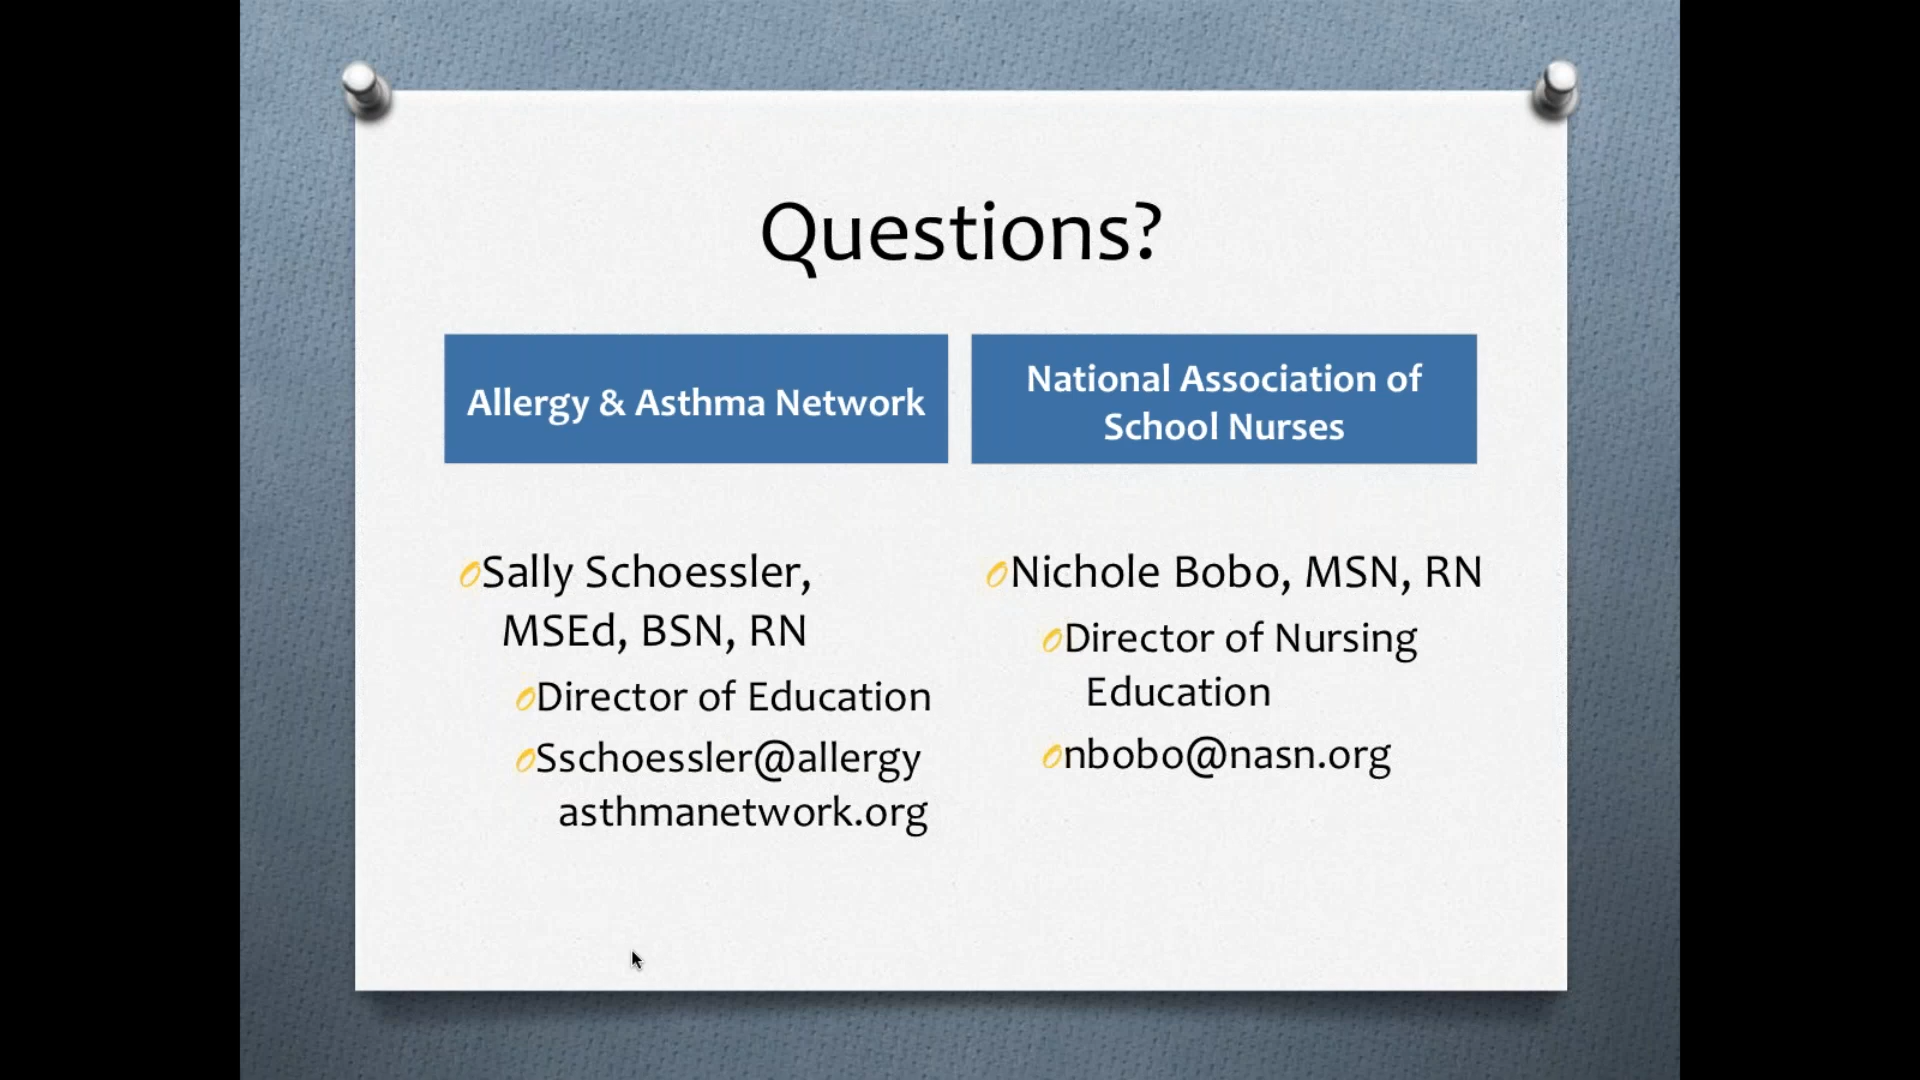 Questions?
Allergy & Asthma Network
Sally Schoessler,
MSEd, BSN, RN
Director of Education
Sschoessler@allergy
asthmanetwork.org
National Association of
School Nurses
Nichole Bobo, MSN, RN
Director of Nursing
Education
nbobo@nasn.org